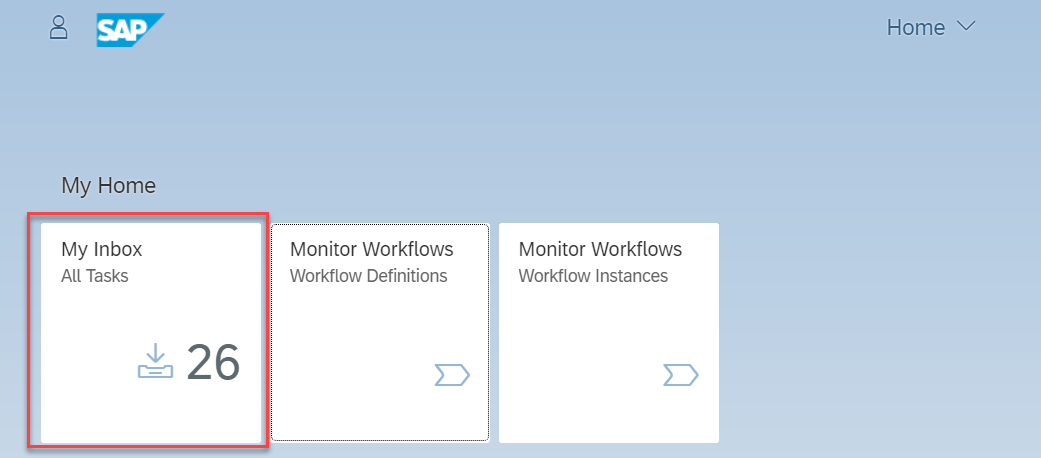 SAP
Home
My Home
My Inbox
All Tasks
26
Monitor Workflows
Workflow Definitions
Monitor Workflows
Workflow Instances